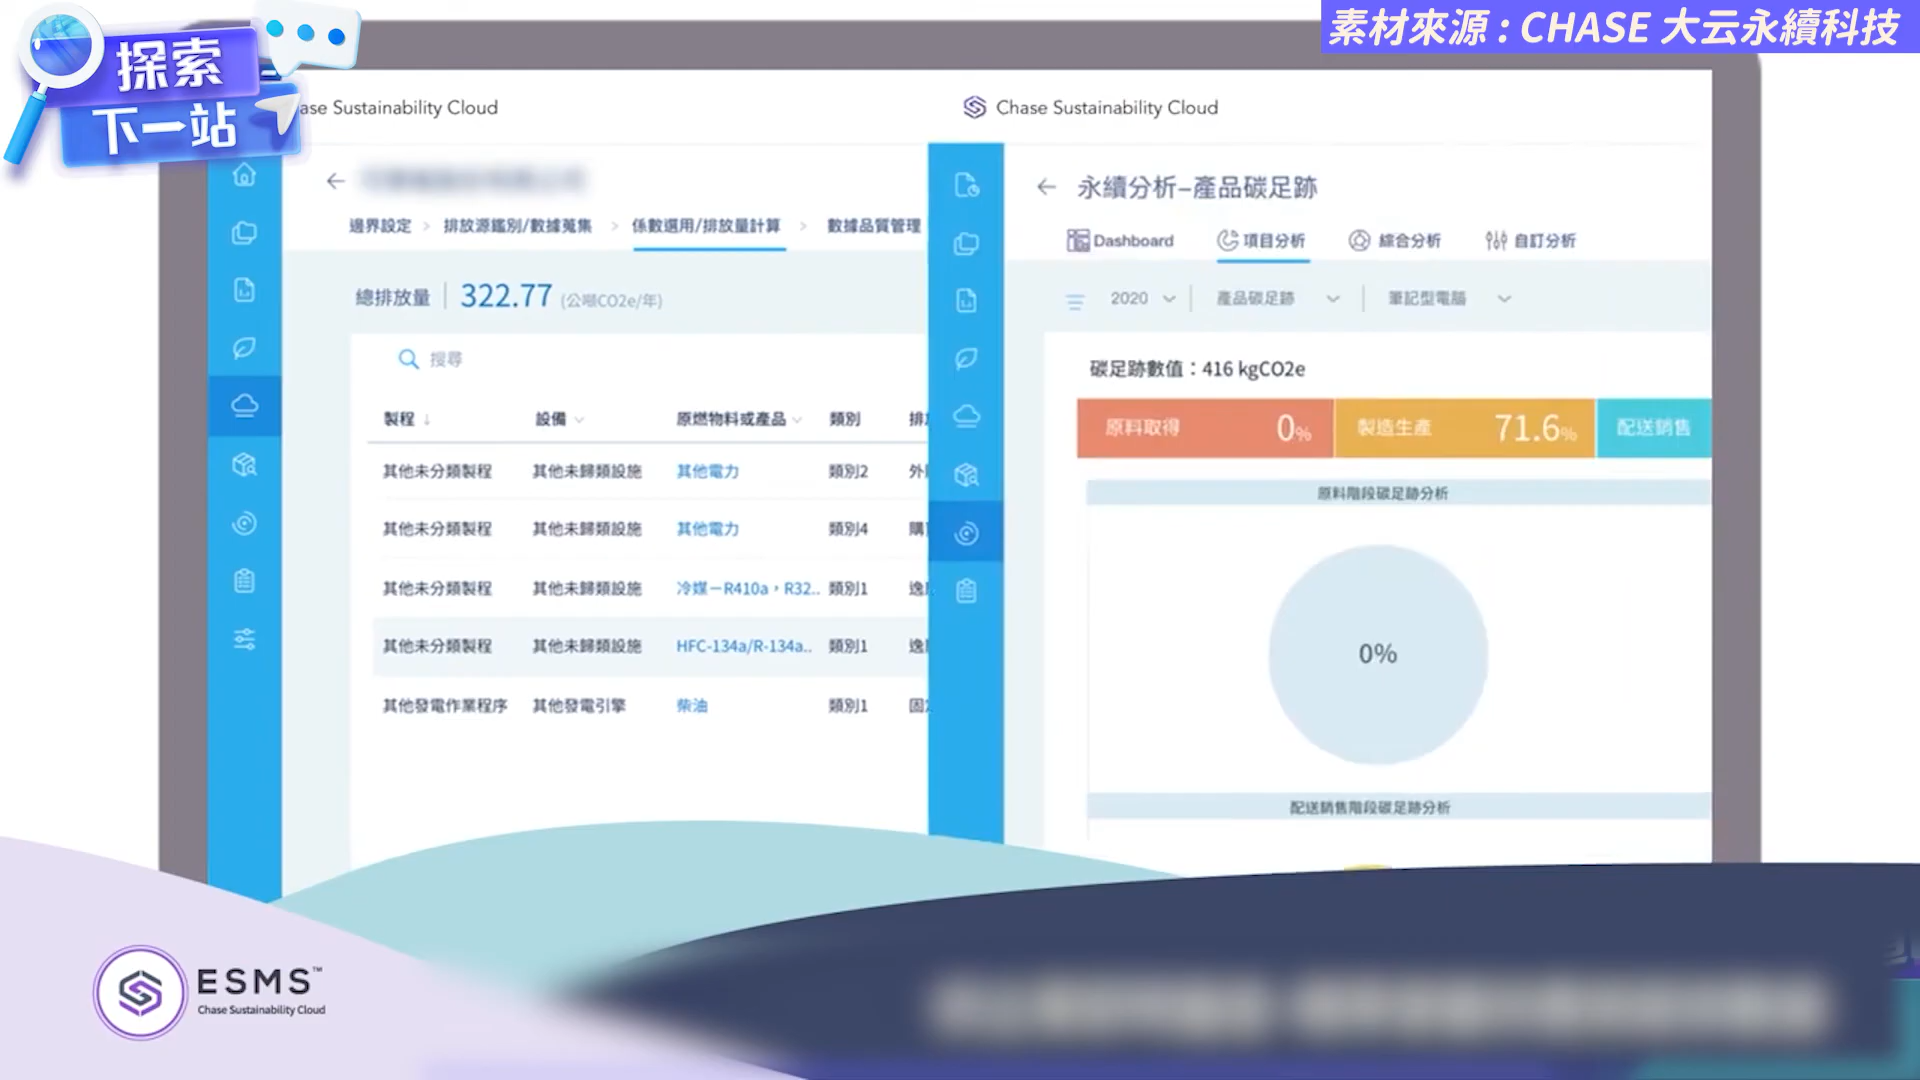 探索
下一站
素材來源：CHASE 大云永續科技
ase Sustainability Cloud
邊界設定 > 排放源鑑別/數據蒐集 > 係數選用/排放量計算 > 數據品質管理
總排放量 | 322.77 (公噸CO2e/年)
搜尋
製程 設備 原燃物料或產品 類別
其他未分類製程 其他未歸類設施 其他電力 類別2
其他未分類製程 其他未歸類設施 其他電力 類別4
其他未分類製程 其他未歸類設施 冷媒－R410a，R32.. 類別1
其他未分類製程 其他未歸類設施 HFC-134a/R-134a.. 類別1
其他發電作業程序 其他發電引擎 柴油 類別1
Chase Sustainability Cloud
永續分析–產品碳足跡
Dashboard 項目分析 綜合分析 自訂分析
2020 產品碳足跡 筆記型電腦
碳足跡數值：416 kgCO2e
原料取得 0% 製造生產 71.6% 配送銷售
原料階段碳足跡分析
0%
配送銷售階段碳足跡分析
ESMS™
Chase Sustainability Cloud